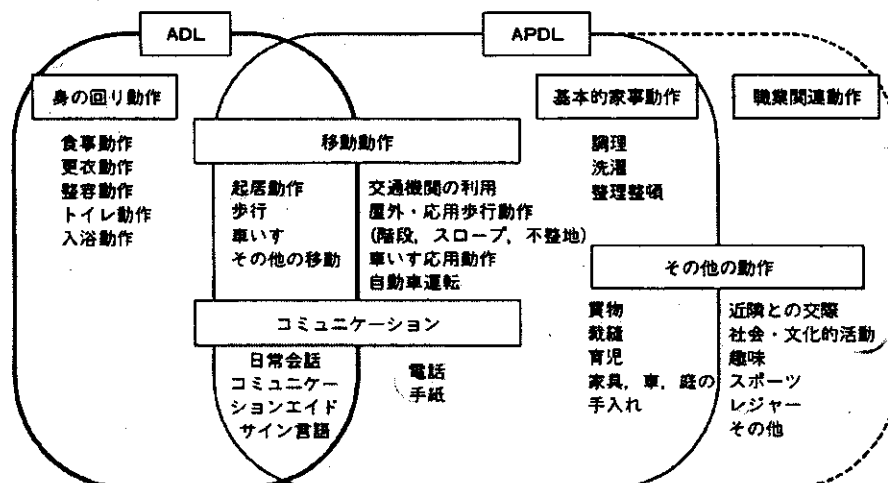 ADL
APDL
身の回り動作
食事動作
更衣動作
整容動作
トイレ動作
入浴動作
移動動作
起居動作
歩行
車いす
その他の移動
交通機関の利用
屋外・応用歩行動作
(階段, スロープ, 不整地)
車いす応用動作
自動車運転
コミュニケーション
日常会話
コミュニケー
ションエイド
サイン言語
電話
手紙
基本的家事動作
調理
洗濯
整理整頓
職業関連動作
その他の動作
買物
裁縫
育児
家具, 車, 庭の
手入れ
近隣との交際
社会・文化的活動
趣味
スポーツ
レジャー
その他